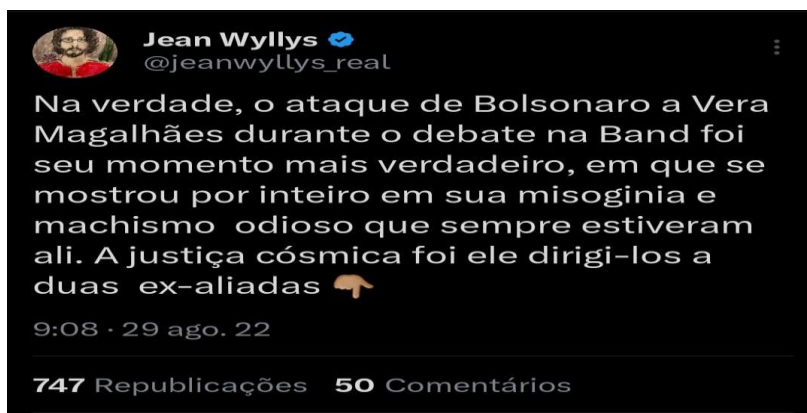 Jean Wyllys
@jeanwyllys_real
Na verdade, o ataque de Bolsonaro a Vera
Magalhães durante o debate na Band foi
seu momento mais verdadeiro, em que se
mostrou por inteiro em sua misoginia e
machismo odioso que sempre estiveram
ali. A justiça cósmica foi ele dirigi-los a
duas ex-aliadas 👇🏽
9:08 · 29 ago. 22
747 Republicações 50 Comentários